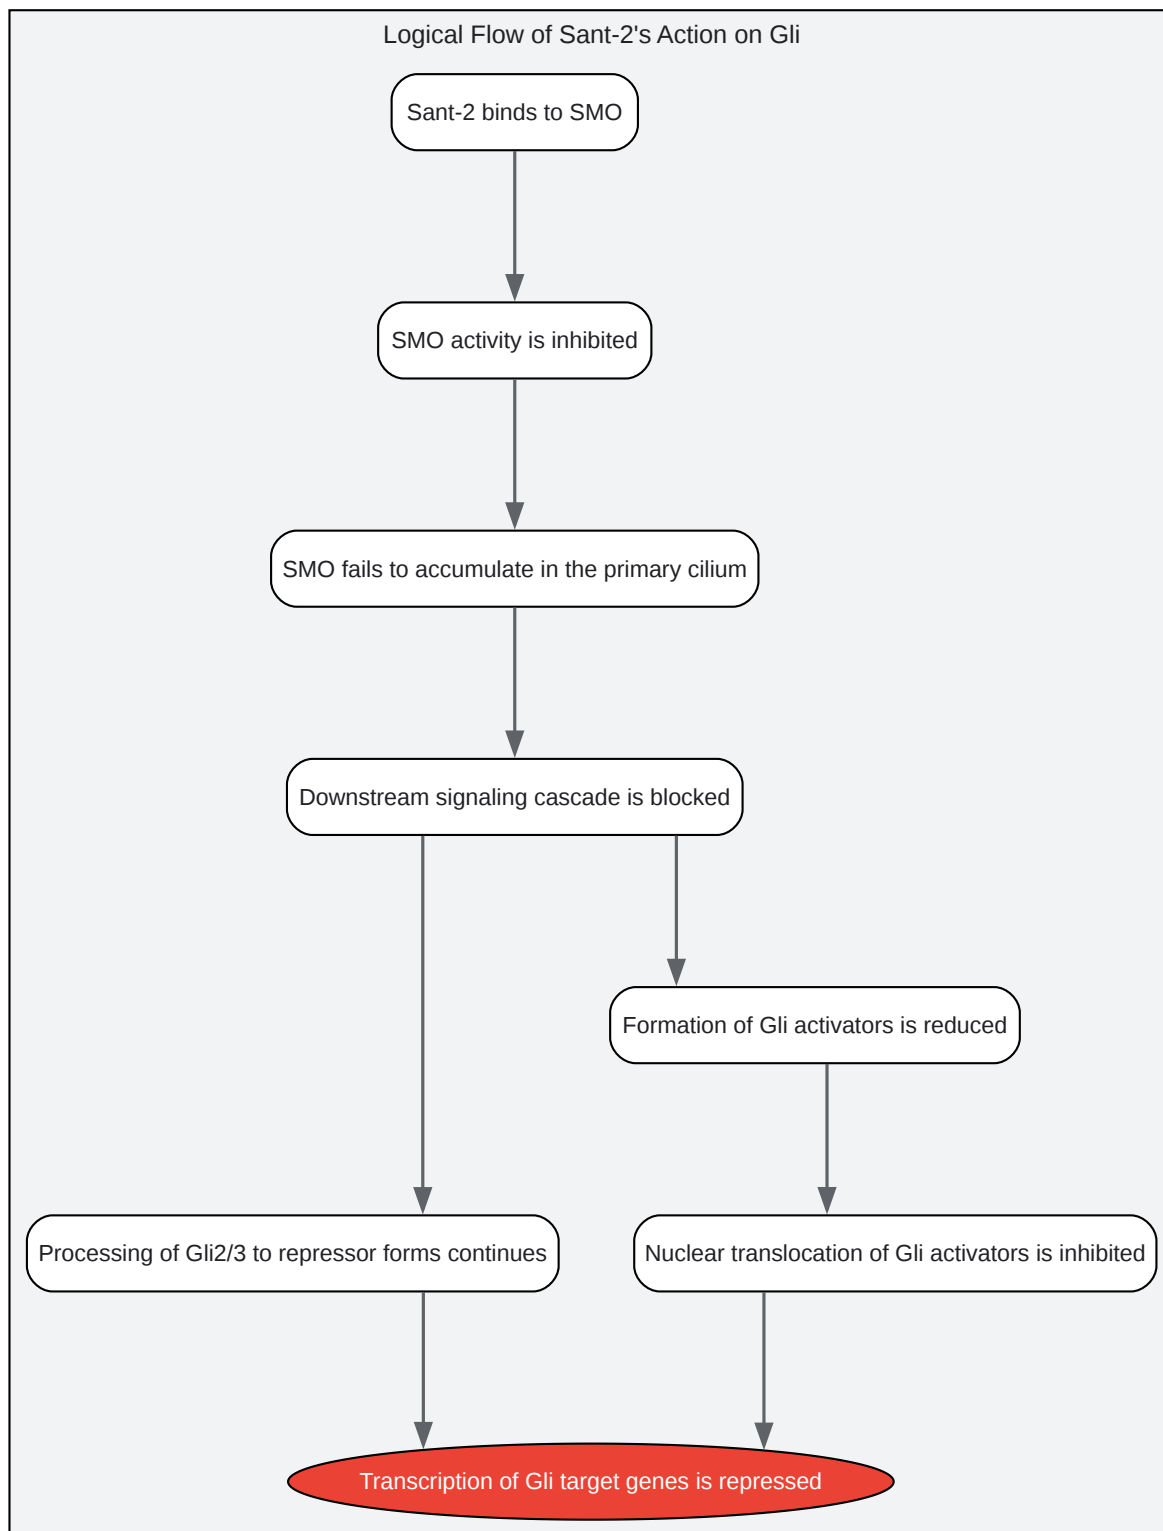 Logical Flow of Sant-2's Action on Gli
Sant-2 binds to SMO
SMO activity is inhibited
SMO fails to accumulate in the primary cilium
Downstream signaling cascade is blocked
Formation of Gli activators is reduced
Processing of Gli2/3 to repressor forms continues
Nuclear translocation of Gli activators is inhibited
Transcription of Gli target genes is repressed